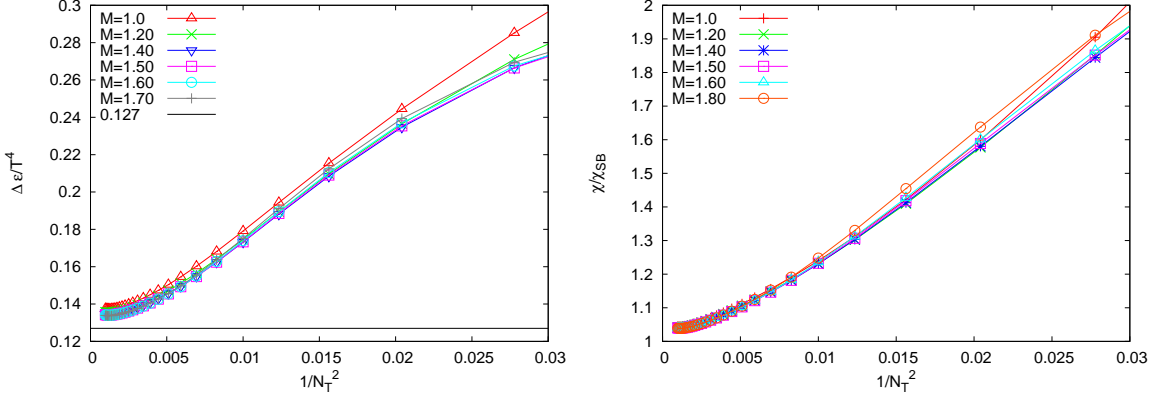 0.3
0.28
0.26
0.24
0.22
0.2
0.18
0.16
0.14
0.12
Δ ε/T⁴
M=1.0
M=1.20
M=1.40
M=1.50
M=1.60
M=1.70
0.127
0 0.005 0.01 0.015 0.02 0.025 0.03
1/N_T²
2
1.9
1.8
1.7
1.6
1.5
1.4
1.3
1.2
1.1
1
χ/χ_SB
M=1.0
M=1.20
M=1.40
M=1.50
M=1.60
M=1.80
0 0.005 0.01 0.015 0.02 0.025 0.03
1/N_T²